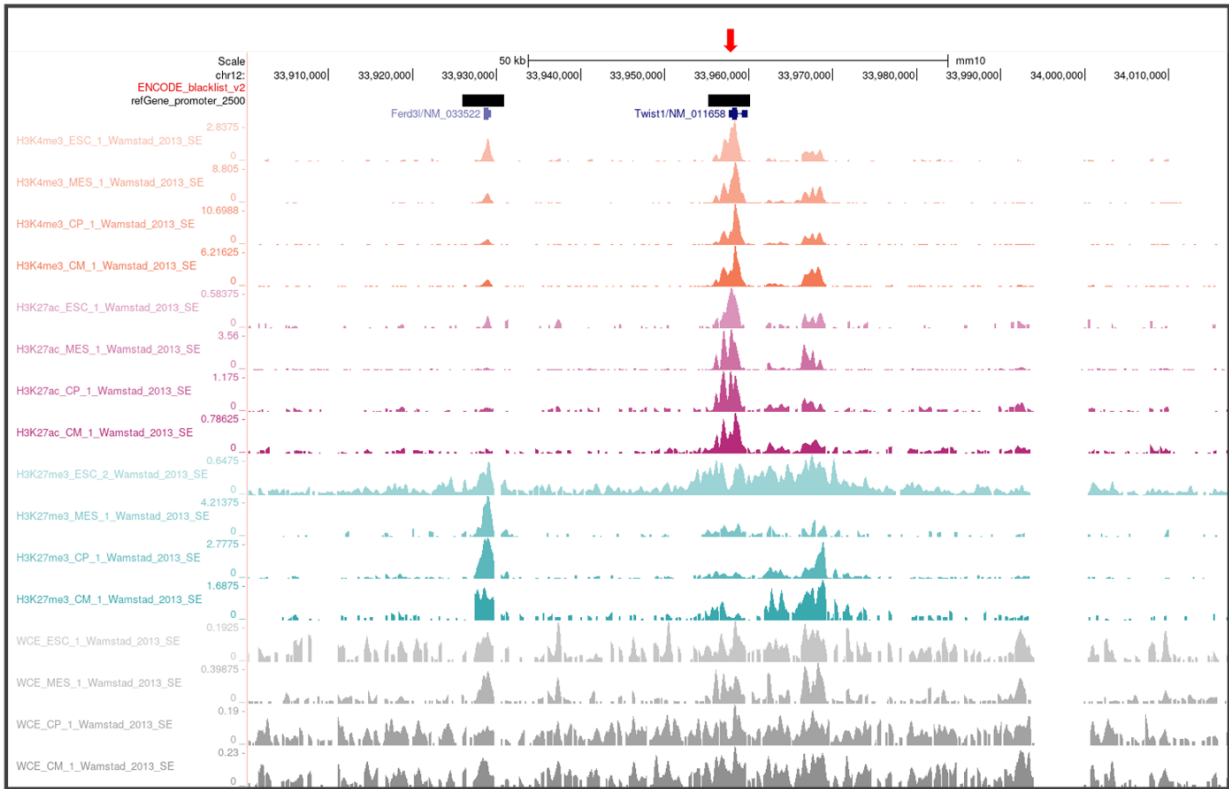 Scale 50 kb mm10
chr12: 33,910,000 33,920,000 33,930,000 33,940,000 33,950,000 33,960,000 33,970,000 33,980,000 33,990,000 34,000,000 34,010,000
ENCODE_blacklist_v2
refGene_promoter_2500
Ferd3l/NM_033522 Twist1/NM_011658
2.8375
H3K4me3_ESC_1_Wamstad_2013_SE
0
8.805
H3K4me3_MES_1_Wamstad_2013_SE
0
10.6988
H3K4me3_CP_1_Wamstad_2013_SE
0
6.21625
H3K4me3_CM_1_Wamstad_2013_SE
0
0.58375
H3K27ac_ESC_1_Wamstad_2013_SE
0
3.56
H3K27ac_MES_1_Wamstad_2013_SE
0
1.175
H3K27ac_CP_1_Wamstad_2013_SE
0
0.78625
H3K27ac_CM_1_Wamstad_2013_SE
0
0.6475
H3K27me3_ESC_2_Wamstad_2013_SE
0
4.21375
H3K27me3_MES_1_Wamstad_2013_SE
0
2.7775
H3K27me3_CP_1_Wamstad_2013_SE
0
1.6875
H3K27me3_CM_1_Wamstad_2013_SE
0
0.1925
WCE_ESC_1_Wamstad_2013_SE
0
0.39875
WCE_MES_1_Wamstad_2013_SE
0
0.19
WCE_CP_1_Wamstad_2013_SE
0
0.23
WCE_CM_1_Wamstad_2013_SE
0